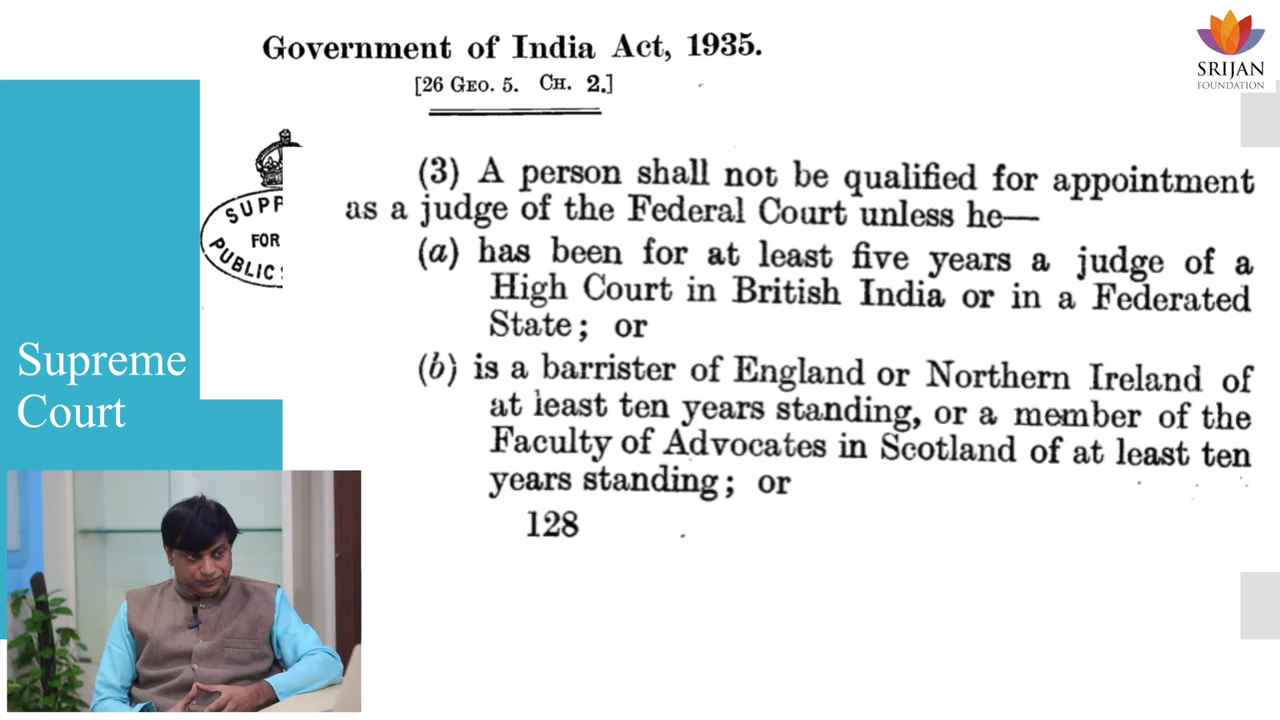 Government of India Act, 1935.
[26 GEO. 5. CH. 2.]
SRIJAN
FOUNDATION
SUPP
FOR
PUBLIC
(3) A person shall not be qualified for appointment
as a judge of the Federal Court unless he—
(a) has been for at least five years a judge of a
High Court in British India or in a Federated
State; or
(b) is a barrister of England or Northern Ireland of
at least ten years standing, or a member of the
Faculty of Advocates in Scotland of at least ten
years standing; or
128
Supreme
Court